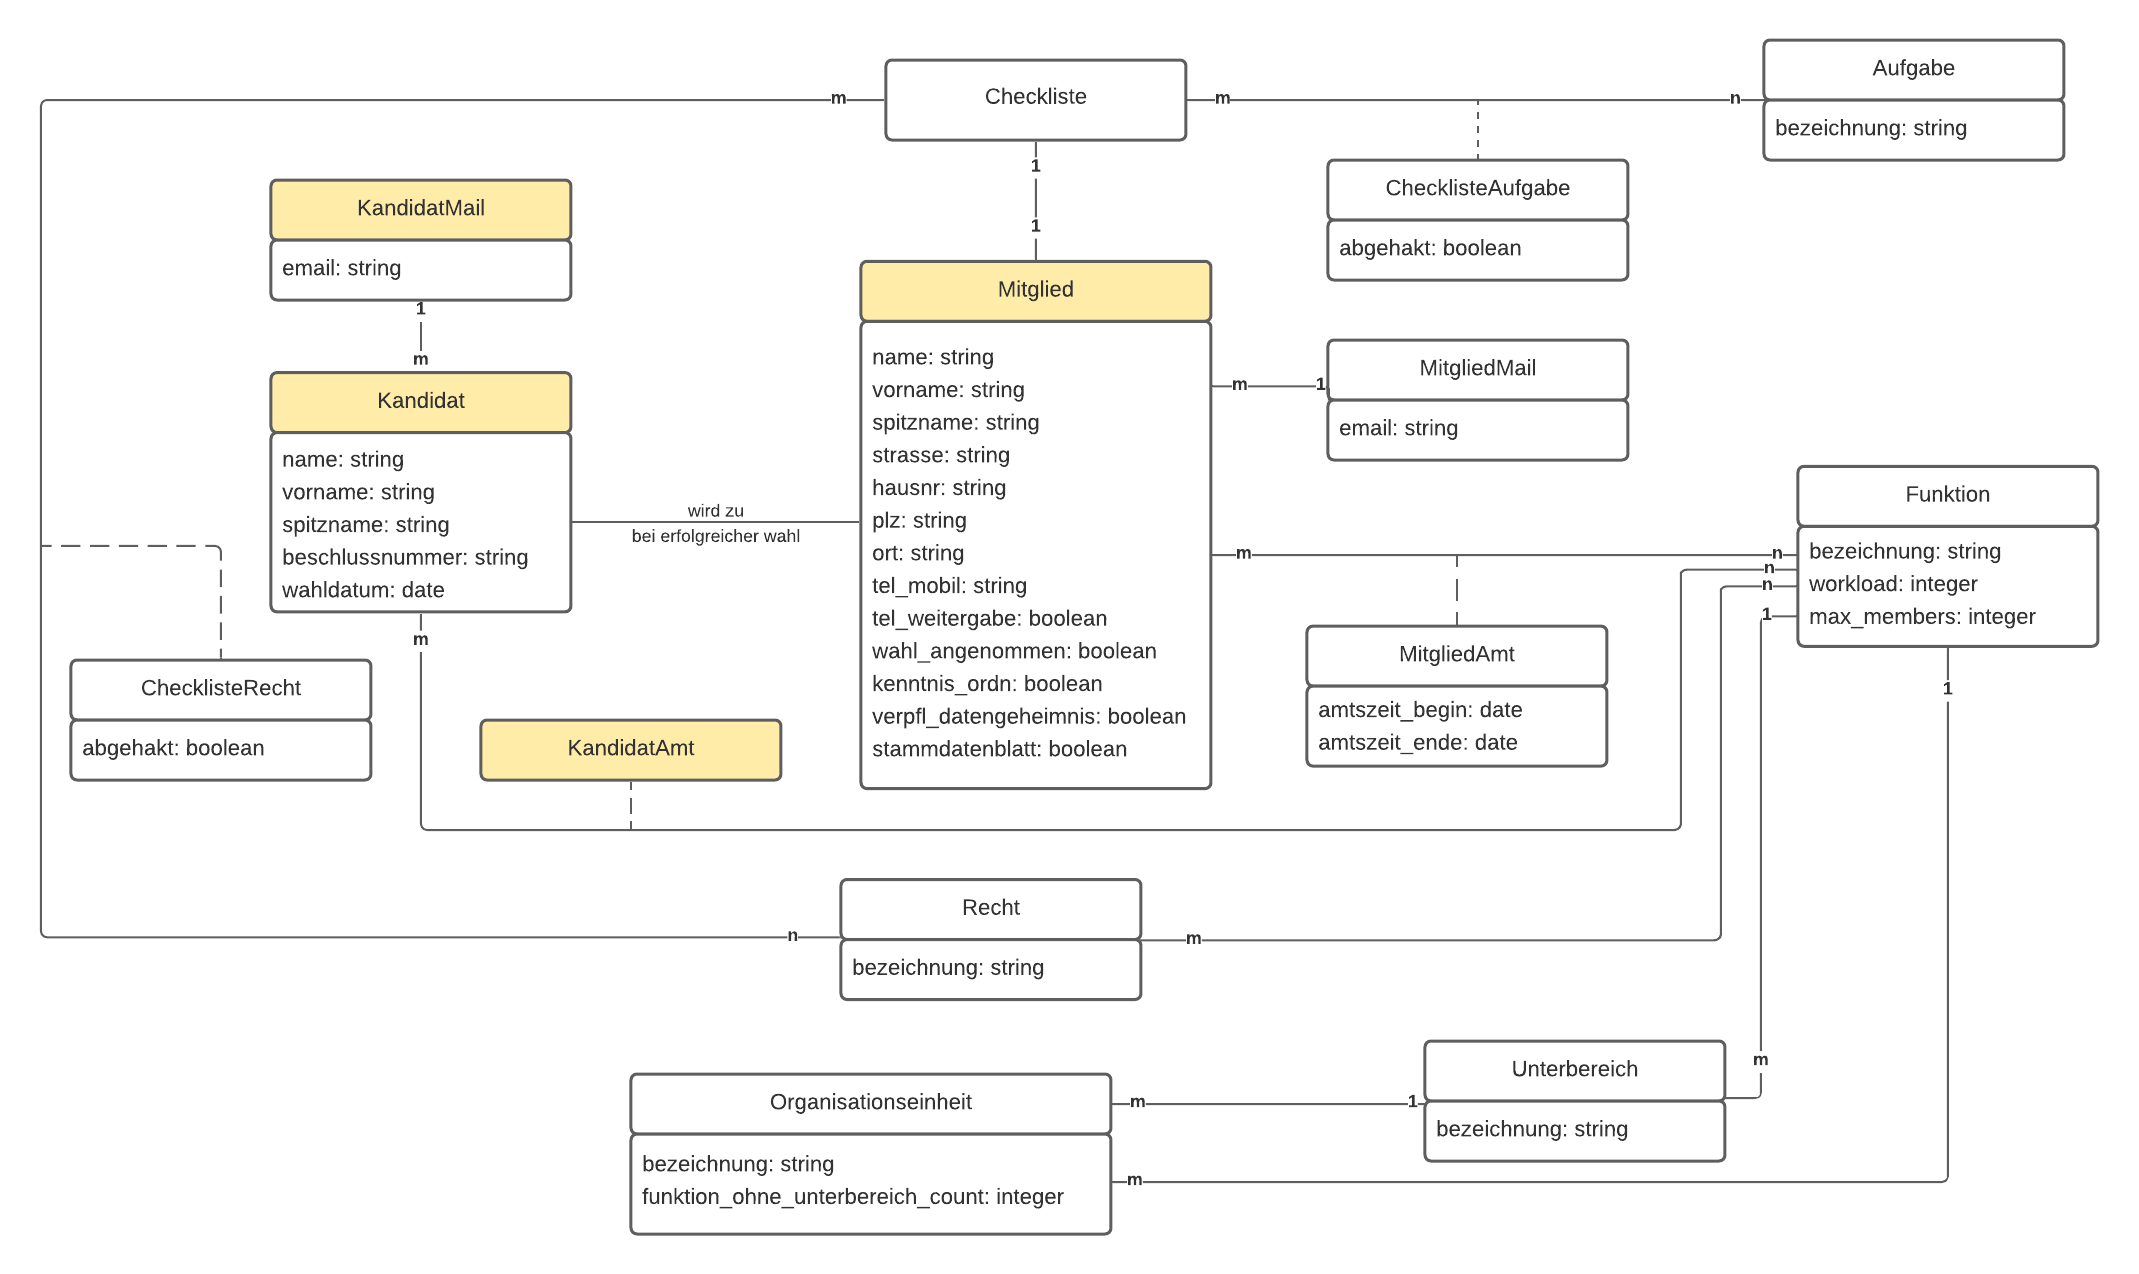 Aufgabe
bezeichnung: string
Checkliste
m
m
n
1
1
ChecklisteAufgabe
abgehakt: boolean
KandidatMail
email: string
1
m
Kandidat
name: string
vorname: string
spitzname: string
beschlussnummer: string
wahldatum: date
m
wird zu
bei erfolgreicher wahl
Mitglied
name: string
vorname: string
spitzname: string
strasse: string
hausnr: string
plz: string
ort: string
tel_mobil: string
tel_weitergabe: boolean
wahl_angenommen: boolean
kenntnis_ordn: boolean
verpfl_datengeheimnis: boolean
stammdatenblatt: boolean
m
1
MitgliedMail
email: string
m
n
n
n
1
Funktion
bezeichnung: string
workload: integer
max_members: integer
1
MitgliedAmt
amtszeit_begin: date
amtszeit_ende: date
ChecklisteRecht
abgehakt: boolean
KandidatAmt
n
Recht
bezeichnung: string
m
Organisationseinheit
bezeichnung: string
funktion_ohne_unterbereich_count: integer
m
1
m
Unterbereich
bezeichnung: string
m